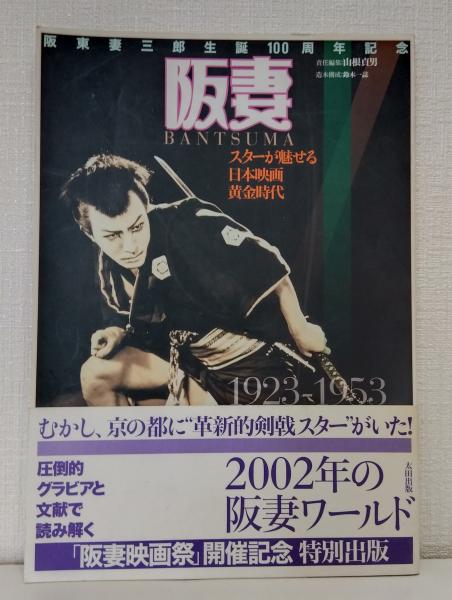 阪東妻三郎生誕100周年記念
責任編集:山根貞男
造本構成:鈴木一誌
阪妻
BANTSUMA
スターが魅せる
日本映画
黄金時代
1923-1953
むかし、京の都に“革新的剣戟スター”がいた!
圧倒的
グラビアと
文献で
読み解く
2002年の
阪妻ワールド
太田出版
「阪妻映画祭」開催記念 特別出版